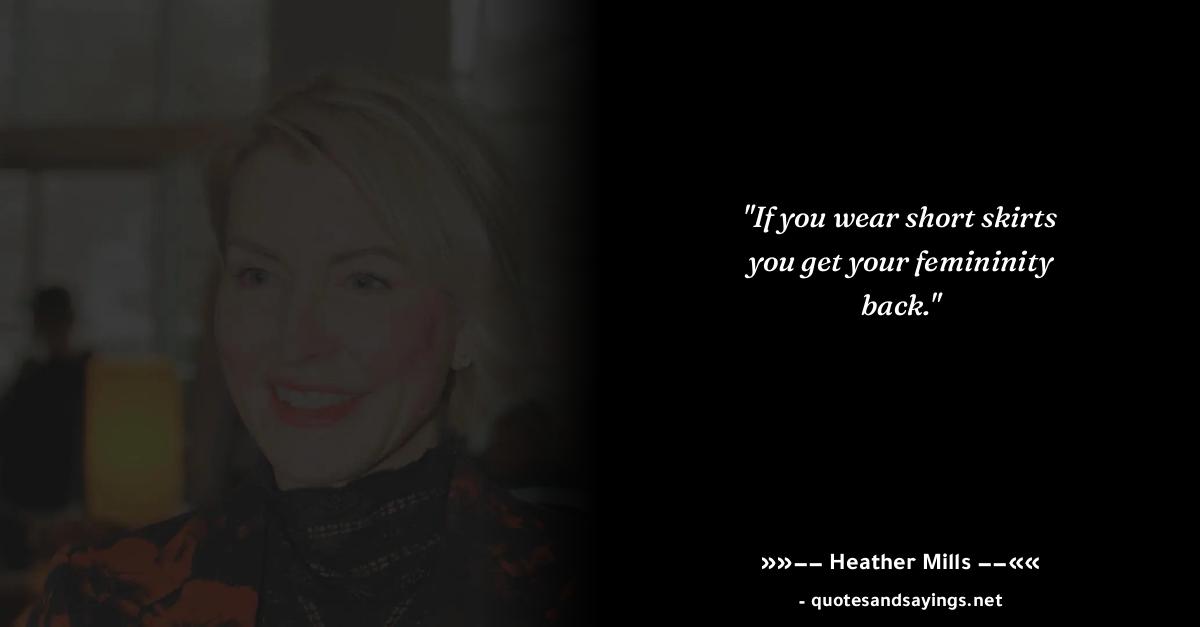 "If you wear short skirts
you get your femininity
back."
»»−− Heather Mills −−««
- quotesandsayings.net